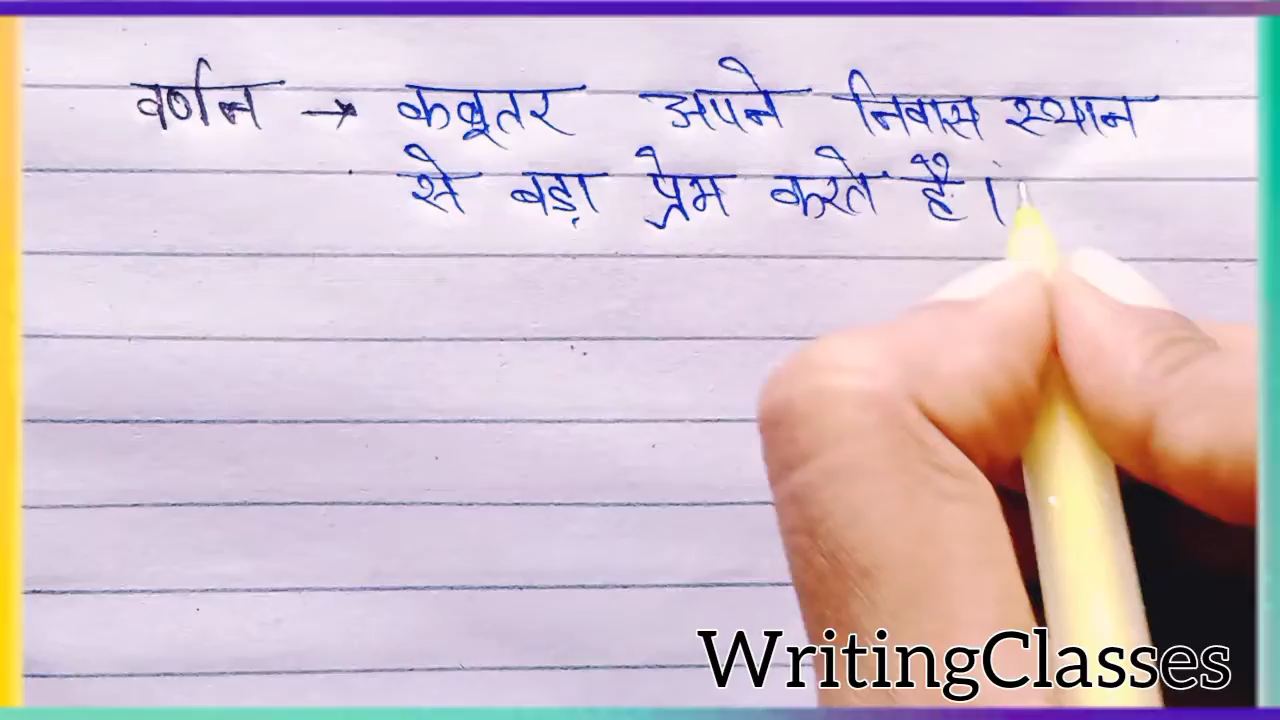 वर्णन → कबूतर अपने निवास स्थान
से बड़ा प्रेम करते हैं।
WritingClasses